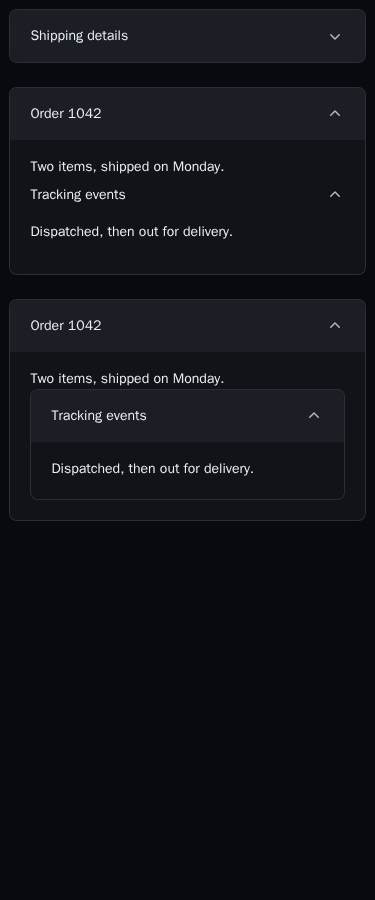 Shipping details
Order 1042
Two items, shipped on Monday.
Tracking events
Dispatched, then out for delivery.
Order 1042
Two items, shipped on Monday.
Tracking events
Dispatched, then out for delivery.